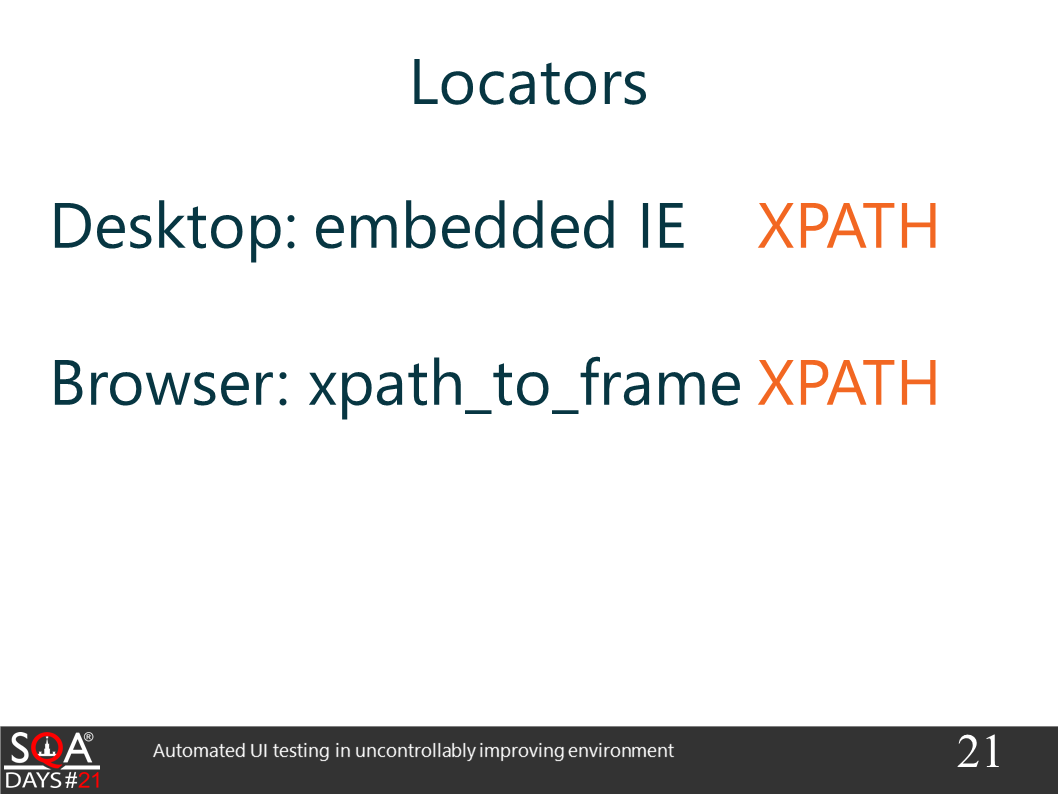 Locators
Desktop: embedded IE XPATH
Browser: xpath_to_frame XPATH
SQA®
DAYS#21
Automated UI testing in uncontrollably improving environment
21